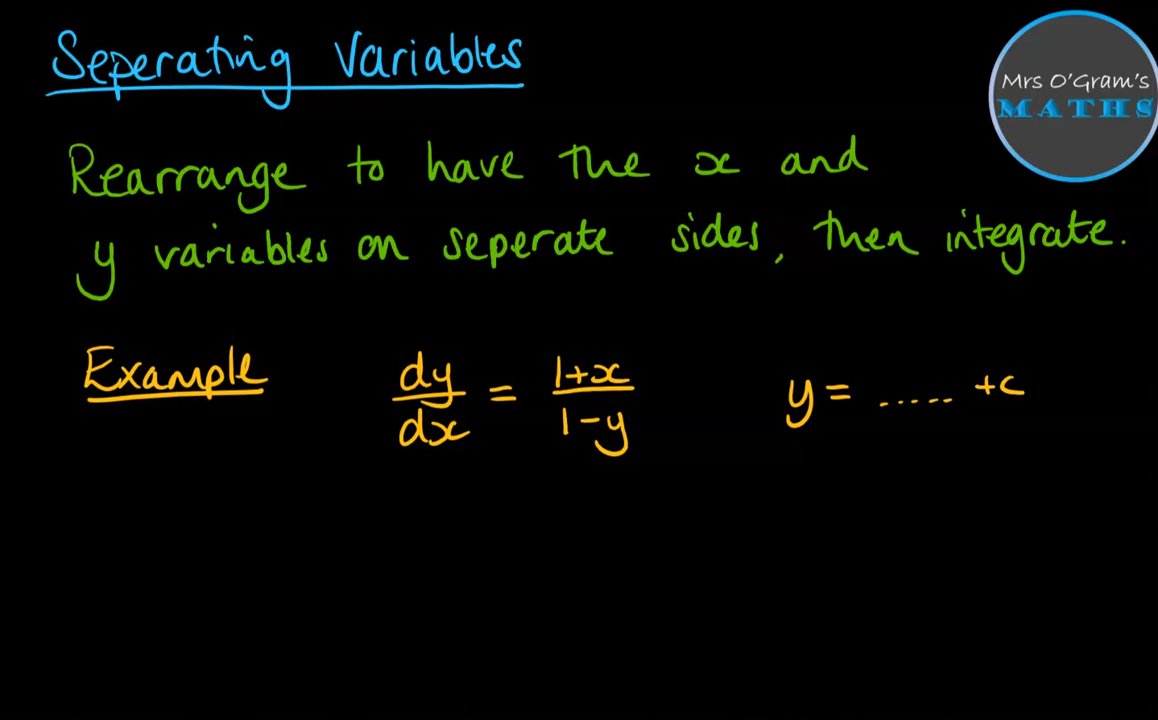 Seperating Variables
Mrs O'Gram's
MATHS
Rearrange to have the x and
y variables on seperate sides, then integrate.
Example dy/dx = 1+x/1-y y = ..... +c